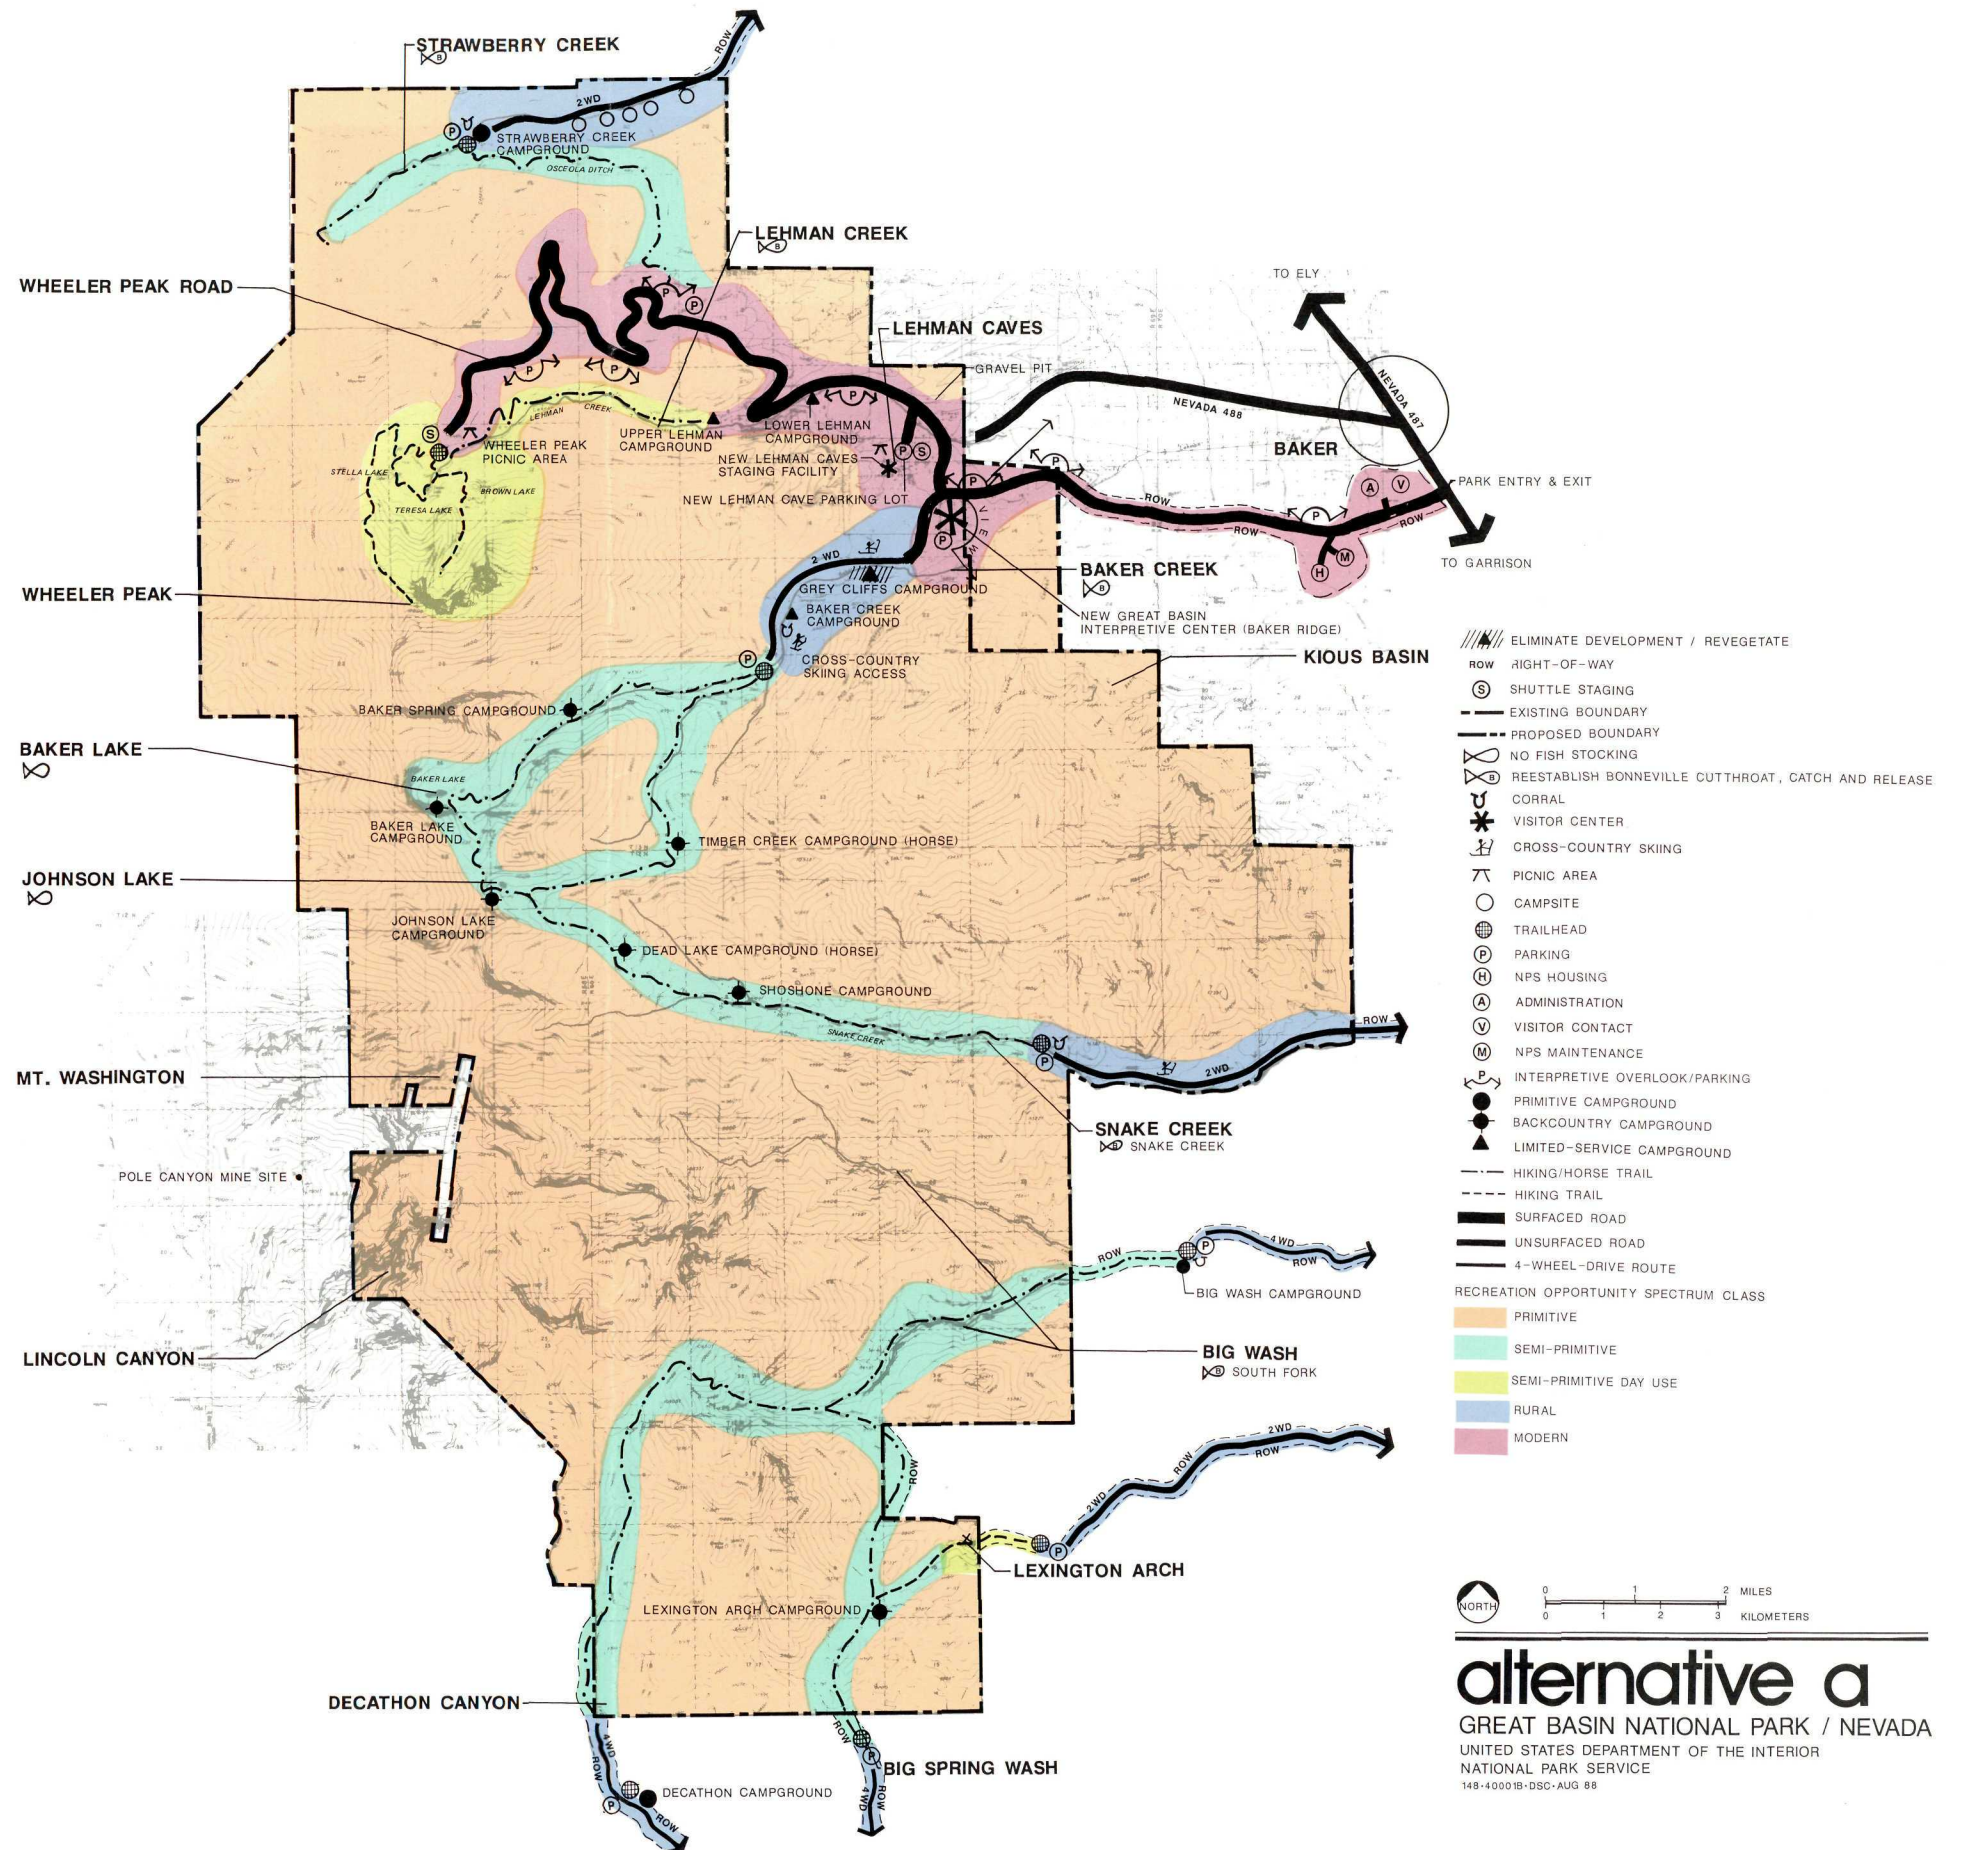 STRAWBERRY CREEK
B
ROW
2WD
P
STRAWBERRY CREEK
CAMPGROUND
OSCEOLA DITCH
LEHMAN CREEK
B
WHEELER PEAK ROAD
TO ELY
P
P
LEHMAN CAVES
GRAVEL PIT
P
P
NEVADA 487
NEVADA 488
P
LEHMAN
CREEK
S
UPPER LEHMAN
CAMPGROUND
LOWER LEHMAN
CAMPGROUND
WHEELER PEAK
PICNIC AREA
BAKER
P
S
NEW LEHMAN CAVES
STAGING FACILITY
P
STELLA LAKE
BROWN LAKE
TERESA LAKE
NEW LEHMAN CAVE PARKING LOT
P
A
V
PARK ENTRY & EXIT
ROW
ROW
P
ROW
VIEW
P
M
H
TO GARRISON
2 WD
BAKER CREEK
B
GREY CLIFFS CAMPGROUND
WHEELER PEAK
BAKER CREEK
CAMPGROUND
NEW GREAT BASIN
INTERPRETIVE CENTER (BAKER RIDGE)
P
CROSS-COUNTRY
SKIING ACCESS
KIOUS BASIN
BAKER SPRING CAMPGROUND
BAKER LAKE
BAKER LAKE
BAKER LAKE
CAMPGROUND
TIMBER CREEK CAMPGROUND (HORSE)
JOHNSON LAKE
JOHNSON LAKE
CAMPGROUND
DEAD LAKE CAMPGROUND (HORSE)
SHOSHONE CAMPGROUND
SNAKE CREEK
P
2WD
ROW
MT. WASHINGTON
SNAKE CREEK
B SNAKE CREEK
POLE CANYON MINE SITE
ROW
P
4WD
ROW
BIG WASH CAMPGROUND
LINCOLN CANYON
BIG WASH
B SOUTH FORK
ROW
2WD
ROW
ROW
2WD
P
LEXINGTON ARCH
LEXINGTON ARCH CAMPGROUND
DECATHON CANYON
ROW
P
BIG SPRING WASH
4WD
ROW
4WD
ROW
P
DECATHON CAMPGROUND
ROW
ELIMINATE DEVELOPMENT / REVEGETATE
ROW RIGHT-OF-WAY
S SHUTTLE STAGING
EXISTING BOUNDARY
PROPOSED BOUNDARY
NO FISH STOCKING
B REESTABLISH BONNEVILLE CUTTHROAT, CATCH AND RELEASE
CORRAL
VISITOR CENTER
CROSS-COUNTRY SKIING
PICNIC AREA
CAMPSITE
TRAILHEAD
P PARKING
H NPS HOUSING
A ADMINISTRATION
V VISITOR CONTACT
M NPS MAINTENANCE
P INTERPRETIVE OVERLOOK/PARKING
PRIMITIVE CAMPGROUND
BACKCOUNTRY CAMPGROUND
LIMITED-SERVICE CAMPGROUND
HIKING/HORSE TRAIL
HIKING TRAIL
SURFACED ROAD
UNSURFACED ROAD
4-WHEEL-DRIVE ROUTE
RECREATION OPPORTUNITY SPECTRUM CLASS
PRIMITIVE
SEMI-PRIMITIVE
SEMI-PRIMITIVE DAY USE
RURAL
MODERN
NORTH
0 1 2 MILES
0 1 2 3 KILOMETERS
alternative a
GREAT BASIN NATIONAL PARK / NEVADA
UNITED STATES DEPARTMENT OF THE INTERIOR
NATIONAL PARK SERVICE
148·40001B·DSC·AUG 88